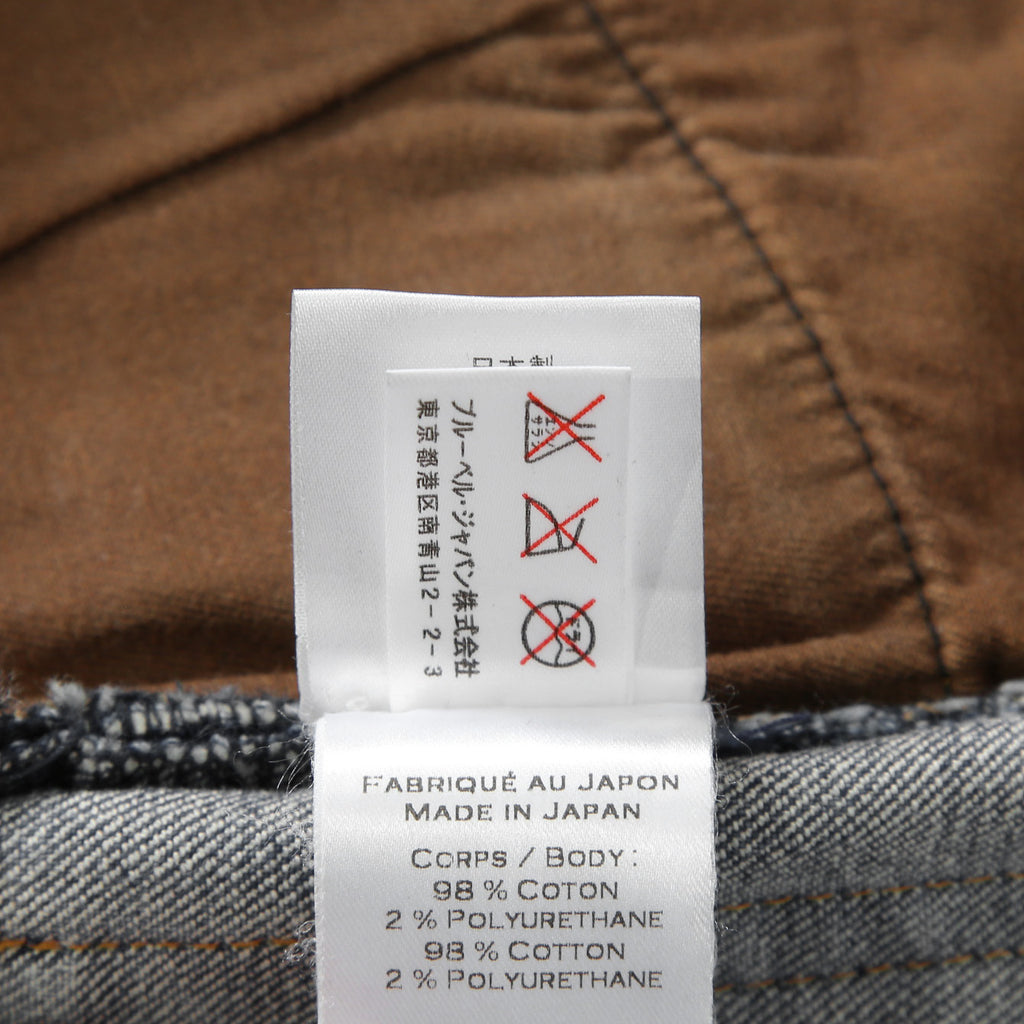 ブルーベル・ジャパン株式会社
東京都港区南青山2-2-3
FABRIQUÉ AU JAPON
MADE IN JAPAN
CORPS / BODY:
98 % COTON
2 % POLYURETHANE
98 % COTTON
2 % POLYURETHANE